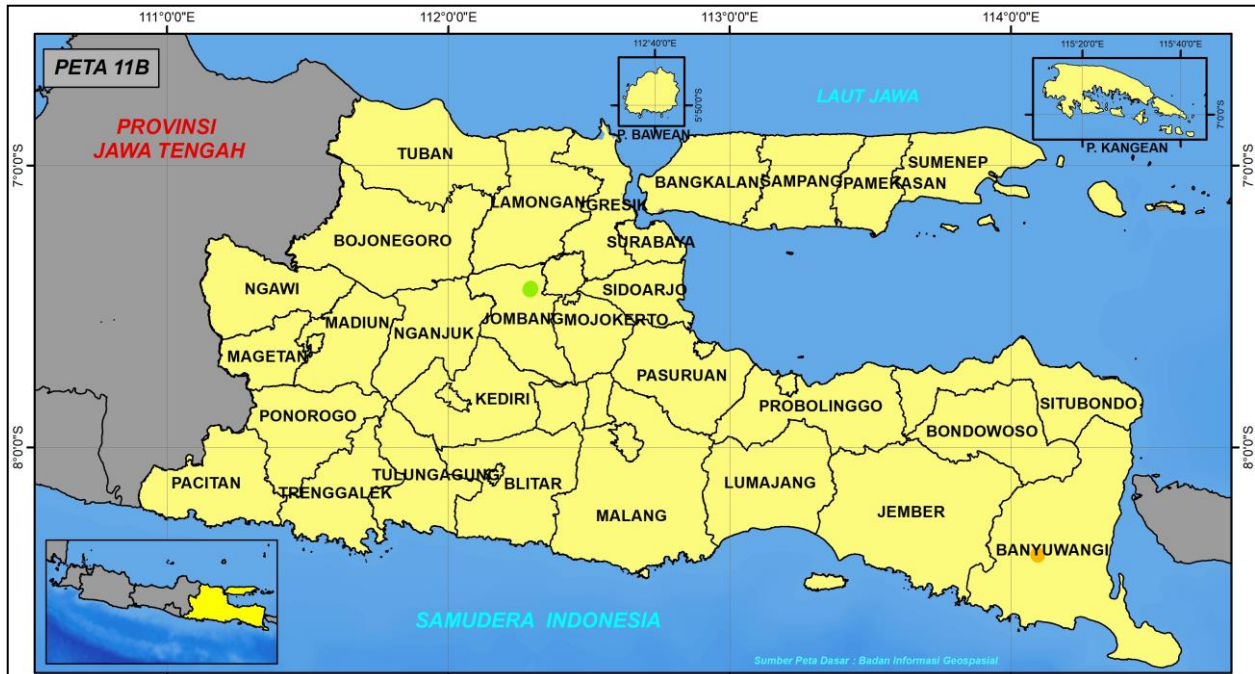 111°0'0"E
112°0'0"E
113°0'0"E
114°0'0"E
PETA 11B
112°40'0"E
5°50'0"S
P. BAWEAN
LAUT JAWA
115°20'0"E
115°40'0"E
7°0'0"S
P. KANGEAN
PROVINSI
JAWA TENGAH
7°0'0"S
7°0'0"S
TUBAN
LAMONGAN
GRESIK
BANGKALAN
SAMPANG
PAMEKASAN
SUMENEP
BOJONEGORO
SURABAYA
NGAWI
SIDOARJO
MADIUN
NGANJUK
JOMBANG
MOJOKERTO
MAGETAN
PASURUAN
PONOROGO
KEDIRI
PROBOLINGGO
SITUBONDO
BONDOWOSO
8°0'0"S
8°0'0"S
PACITAN
TRENGGALEK
TULUNGAGUNG
BLITAR
LUMAJANG
MALANG
JEMBER
BANYUWANGI
SAMUDERA INDONESIA
Sumber Peta Dasar : Badan Informasi Geospasial